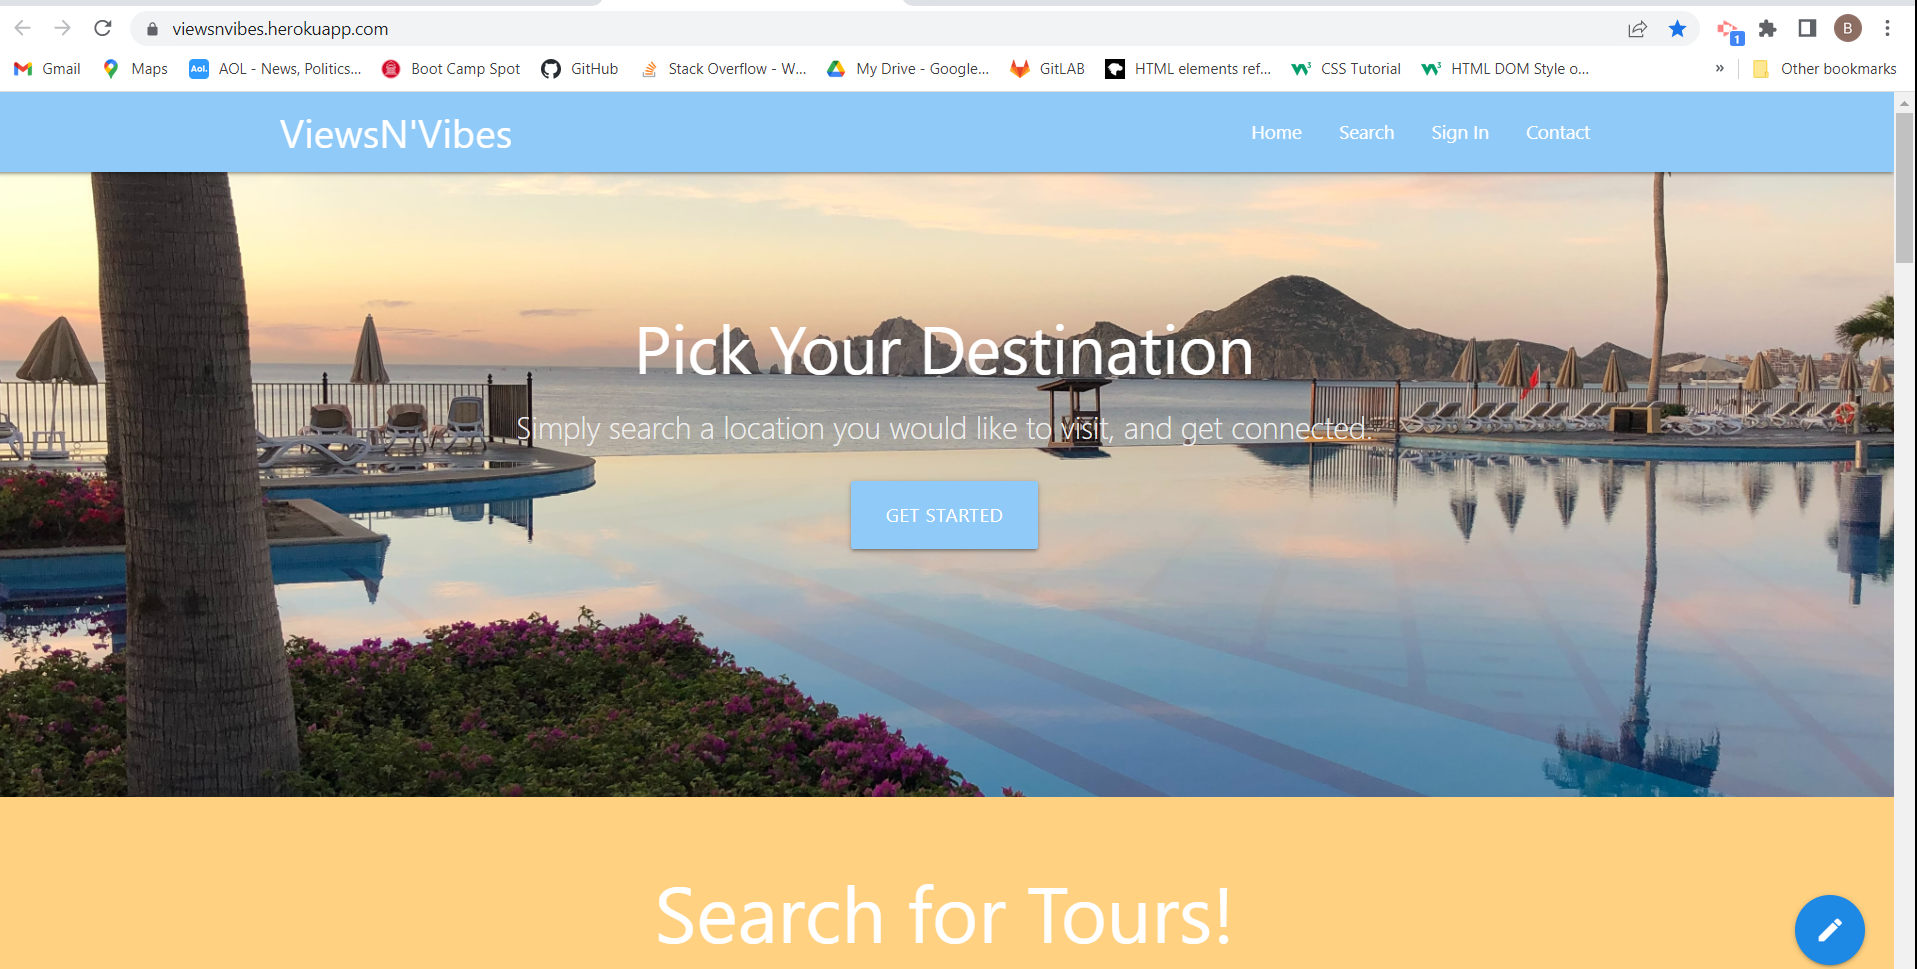 viewsnvibes.herokuapp.com
1
B
Gmail
Maps
Aol.
AOL - News, Politics...
Boot Camp Spot
GitHub
Stack Overflow - W...
My Drive - Google...
GitLAB
HTML elements ref...
CSS Tutorial
HTML DOM Style o...
»
Other bookmarks
ViewsN'Vibes
Home
Search
Sign In
Contact
Pick Your Destination
Simply search a location you would like to visit, and get connected.
GET STARTED
Search for Tours!